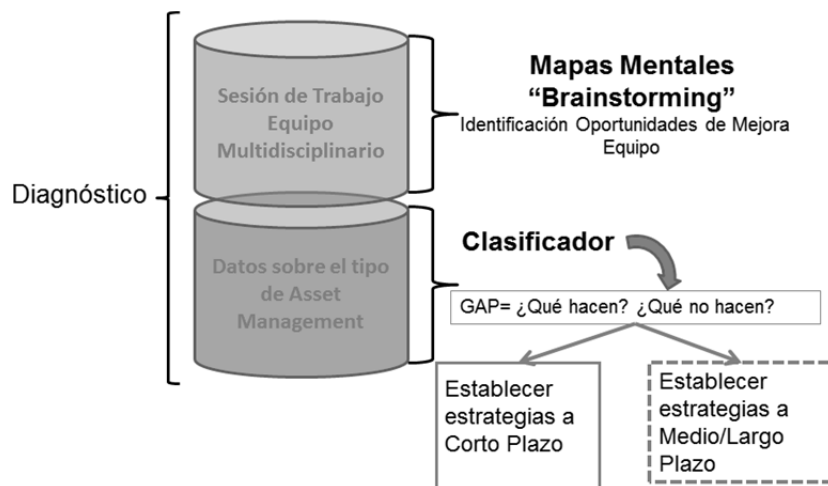 Diagnóstico
Sesión de Trabajo
Equipo
Multidisciplinario
Mapas Mentales
“Brainstorming”
Identificación Oportunidades de Mejora
Equipo
Datos sobre el tipo
de Asset
Management
Clasificador
GAP= ¿Qué hacen? ¿Qué no hacen?
Establecer
estrategias a
Corto Plazo
Establecer
estrategias a
Medio/Largo
Plazo